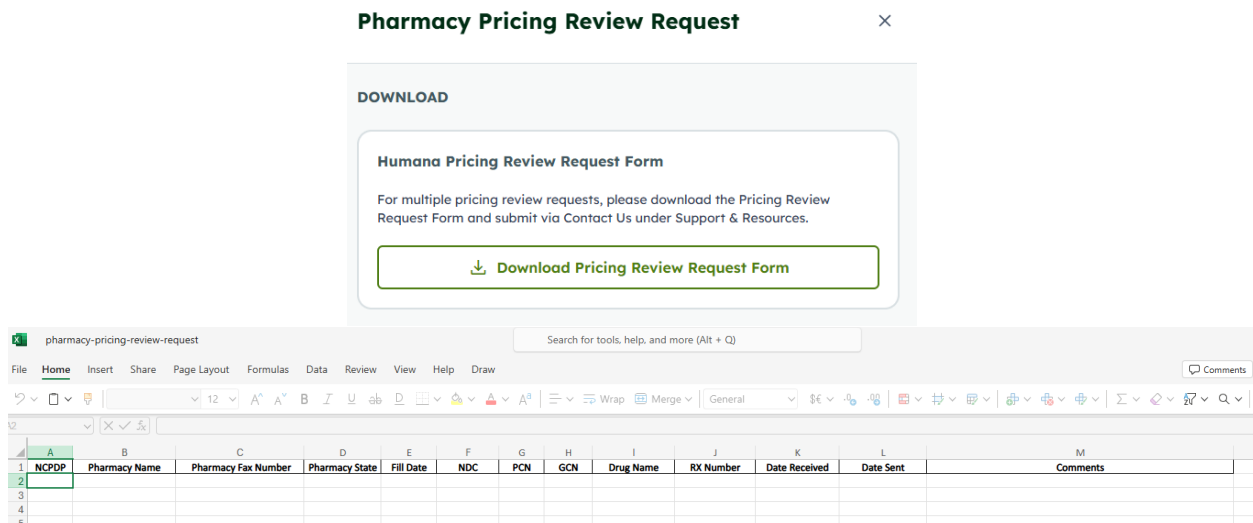 Pharmacy Pricing Review Request
DOWNLOAD
Humana Pricing Review Request Form
For multiple pricing review requests, please download the Pricing Review
Request Form and submit via Contact Us under Support & Resources.
Download Pricing Review Request Form
pharmacy-pricing-review-request Search for tools, help, and more (Alt + Q)
File Home Insert Share Page Layout Formulas Data Review View Help Draw Comments
12 A A B I U ab D A A Wrap Merge General $€
A B C D E F G H I J K L M
1 NCPDP Pharmacy Name Pharmacy Fax Number Pharmacy State Fill Date NDC PCN GCN Drug Name RX Number Date Received Date Sent Comments
2
3
4
5